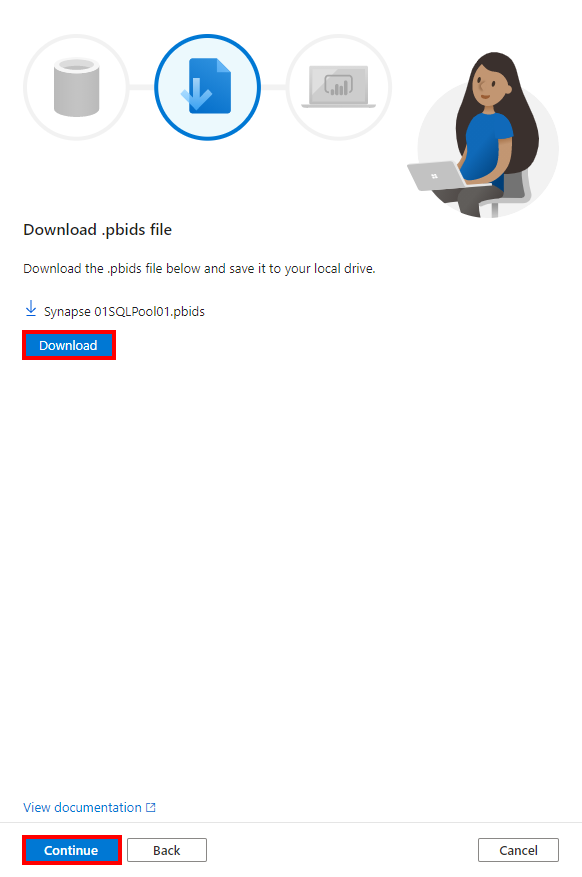 Download .pbids file
Download the .pbids file below and save it to your local drive.
Synapse 01SQLPool01.pbids
Download
View documentation
Continue
Back
Cancel